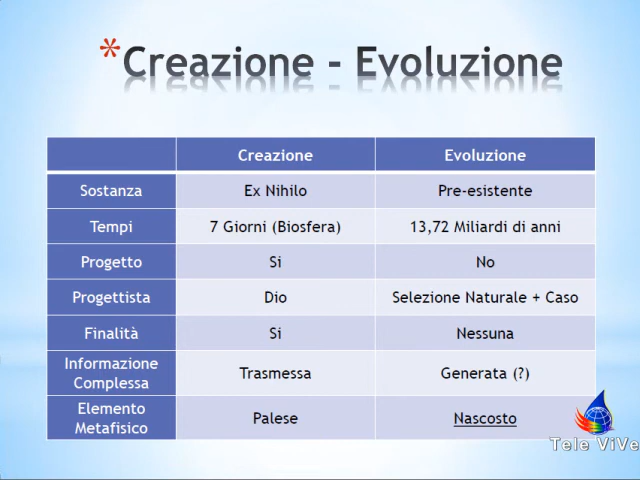 * Creazione - Evoluzione
Creazione Evoluzione
Sostanza Ex Nihilo Pre-esistente
Tempi 7 Giorni (Biosfera) 13,72 Miliardi di anni
Progetto Si No
Progettista Dio Selezione Naturale + Caso
Finalità Si Nessuna
Informazione
Complessa Trasmessa Generata (?)
Elemento
Metafisico Palese Nascosto
Tele ViVe